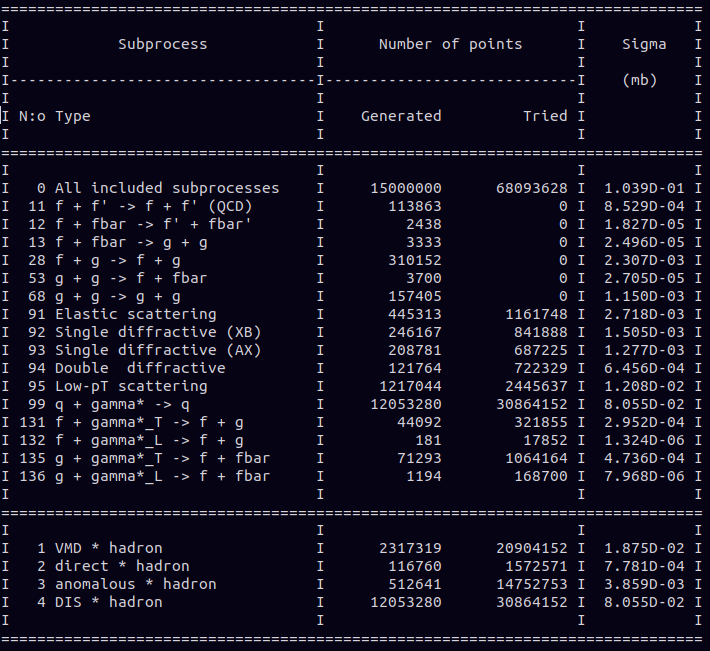 ==============================================================================
I                                  I                            I            I
I            Subprocess            I      Number of points      I    Sigma   I
I                                  I                            I            I
I----------------------------------I----------------------------I    (mb)    I
I                                  I                            I            I
I N:o Type                         I    Generated         Tried I            I
I                                  I                            I            I
==============================================================================
I                                  I                            I            I
I   0 All included subprocesses    I     15000000      68093628 I  1.039D-01 I
I  11 f + f' -> f + f' (QCD)       I       113863             0 I  8.529D-04 I
I  12 f + fbar -> f' + fbar'       I         2438             0 I  1.827D-05 I
I  13 f + fbar -> g + g            I         3333             0 I  2.496D-05 I
I  28 f + g -> f + g               I       310152             0 I  2.307D-03 I
I  53 g + g -> f + fbar            I         3700             0 I  2.705D-05 I
I  68 g + g -> g + g               I       157405             0 I  1.150D-03 I
I  91 Elastic scattering           I       445313       1161748 I  2.718D-03 I
I  92 Single diffractive (XB)      I       246167        841888 I  1.505D-03 I
I  93 Single diffractive (AX)      I       208781        687225 I  1.277D-03 I
I  94 Double  diffractive          I       121764        722329 I  6.456D-04 I
I  95 Low-pT scattering            I      1217044       2445637 I  1.208D-02 I
I  99 q + gamma* -> q              I     12053280      30864152 I  8.055D-02 I
I 131 f + gamma*_T -> f + g        I        44092        321855 I  2.952D-04 I
I 132 f + gamma*_L -> f + g        I          181         17852 I  1.324D-06 I
I 135 g + gamma*_T -> f + fbar     I        71293       1064164 I  4.736D-04 I
I 136 g + gamma*_L -> f + fbar     I         1194        168700 I  7.968D-06 I
I                                  I                            I            I
==============================================================================
I                                  I                            I            I
I   1 VMD * hadron                 I      2317319      20904152 I  1.875D-02 I
I   2 direct * hadron              I       116760       1572571 I  7.781D-04 I
I   3 anomalous * hadron           I       512641      14752753 I  3.859D-03 I
I   4 DIS * hadron                 I     12053280      30864152 I  8.055D-02 I
I                                  I                            I            I
==============================================================================